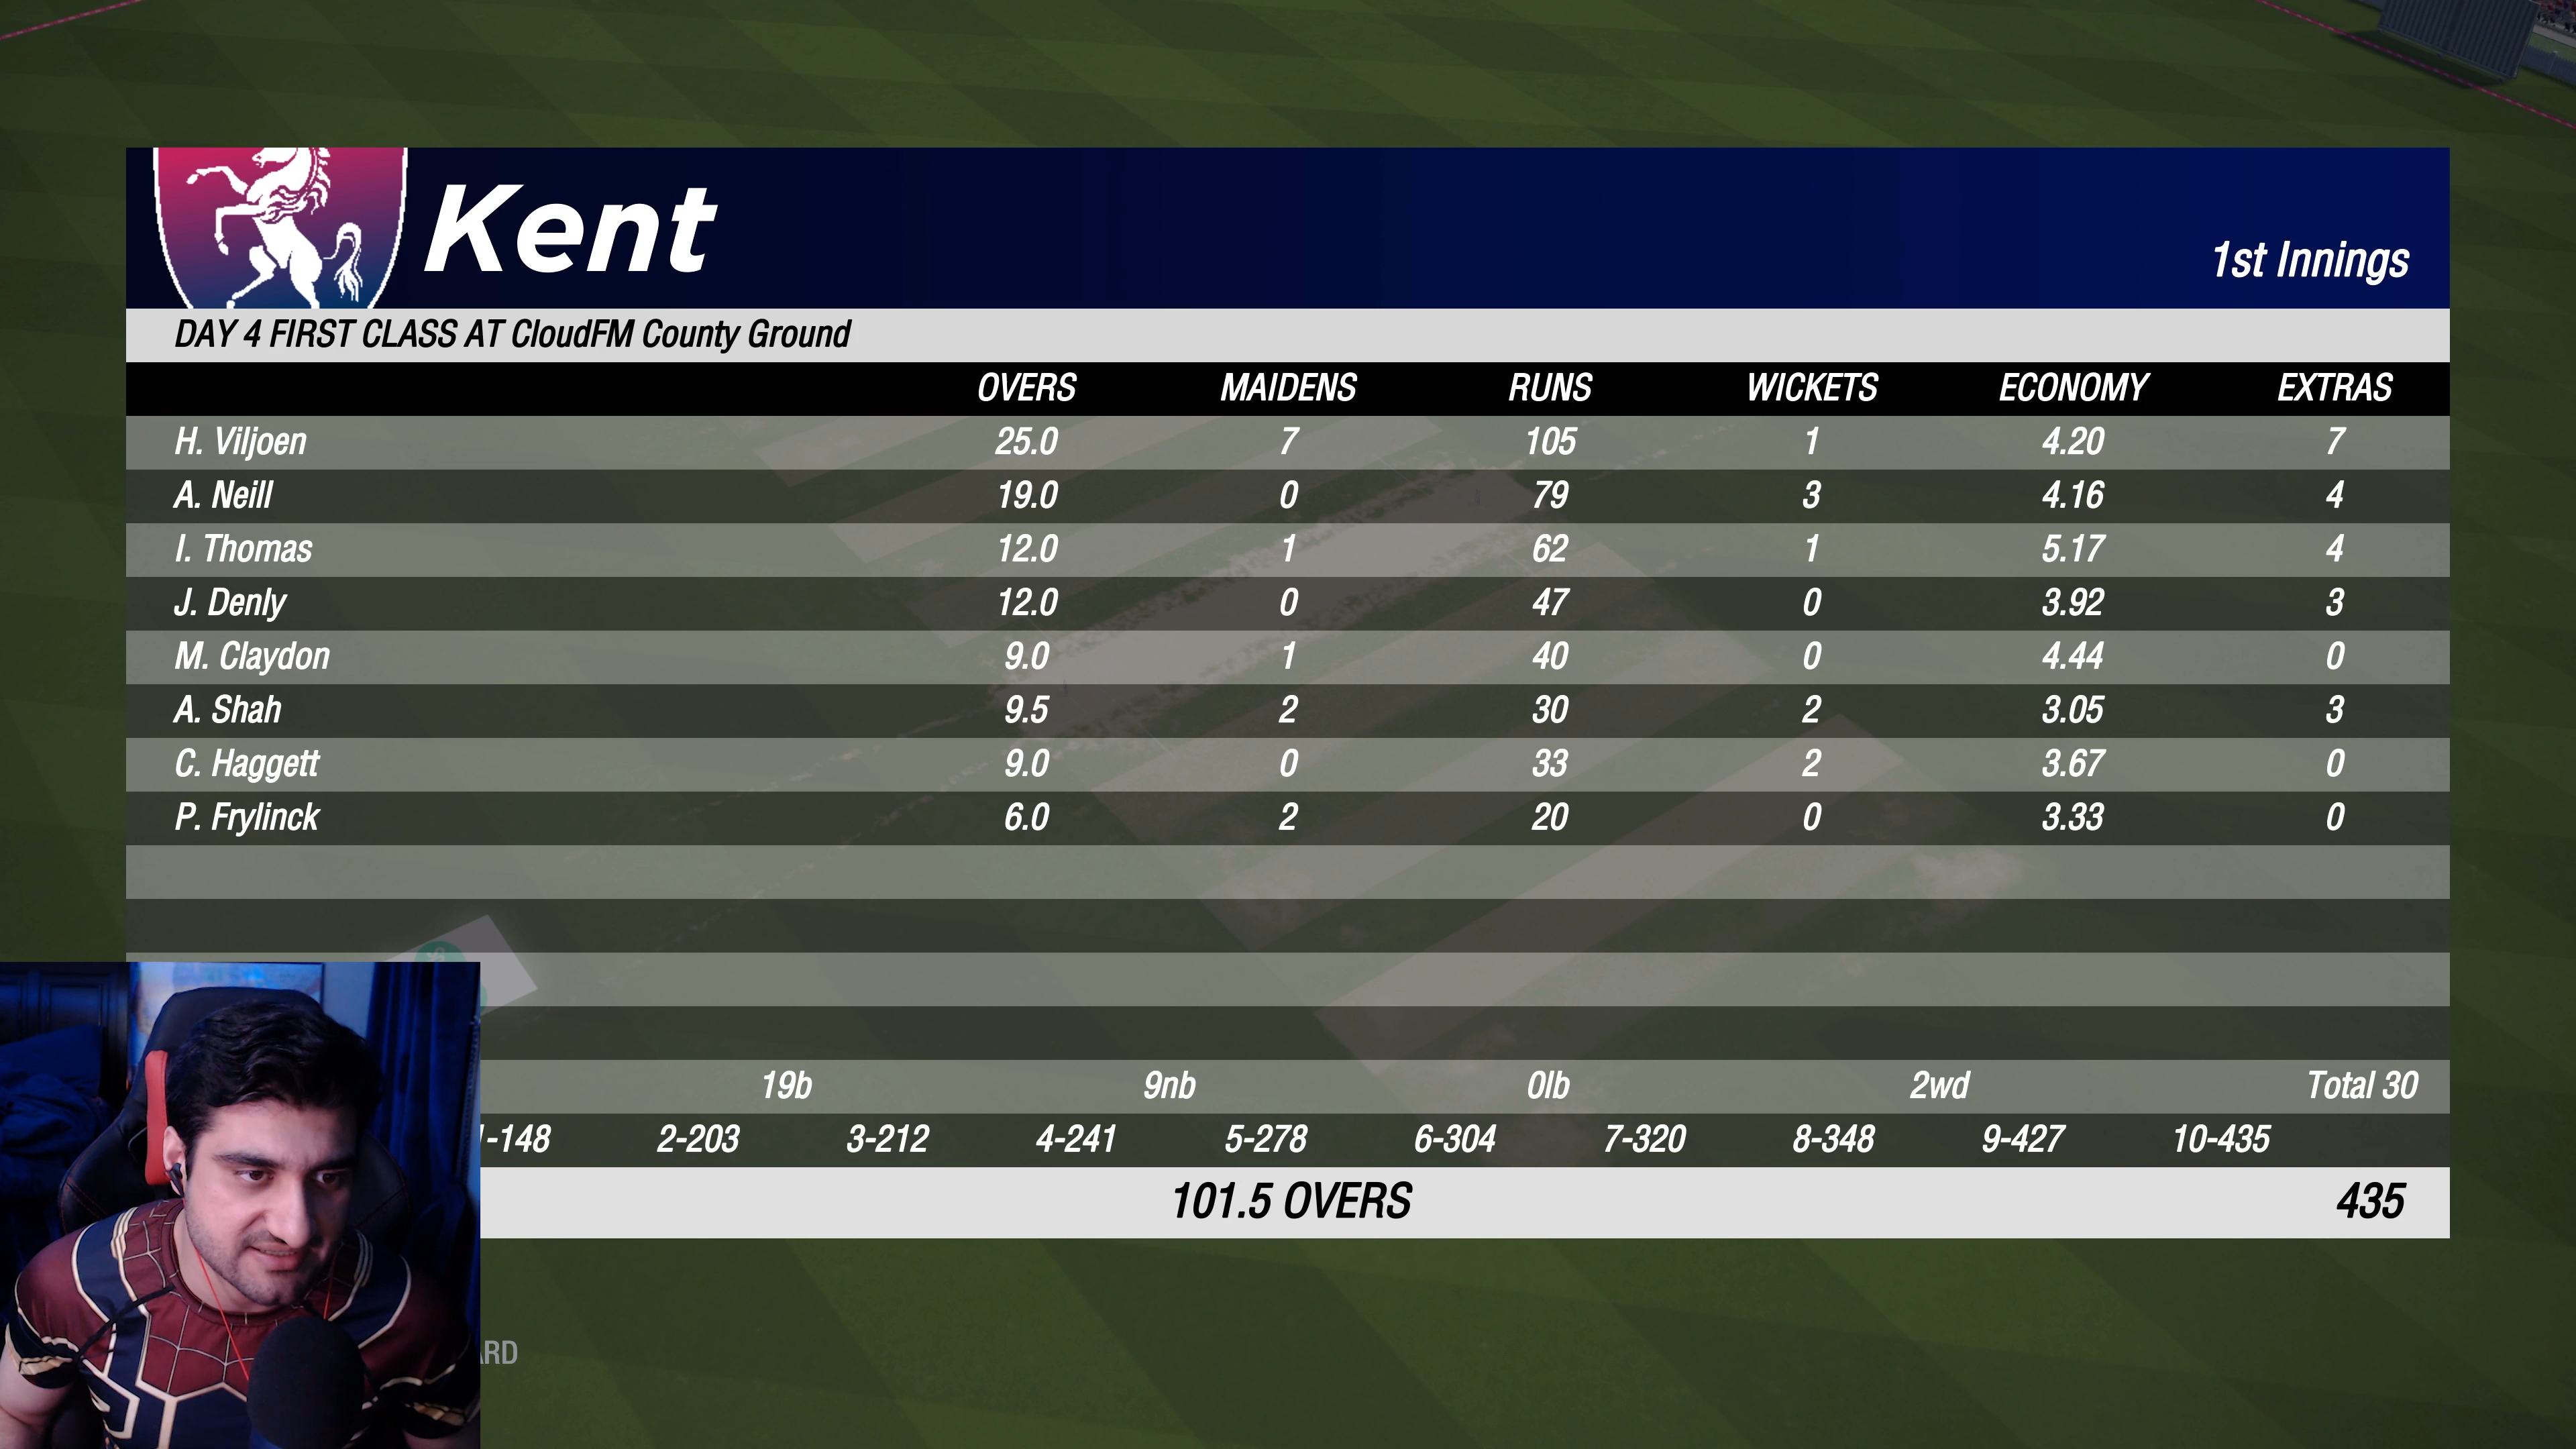 Kent
1st Innings
DAY 4 FIRST CLASS AT CloudFM County Ground
OVERS MAIDENS RUNS WICKETS ECONOMY EXTRAS
H. Viljoen 25.0 7 105 1 4.20 7
A. Neill 19.0 0 79 3 4.16 4
I. Thomas 12.0 1 62 1 5.17 4
J. Denly 12.0 0 47 0 3.92 3
M. Claydon 9.0 1 40 0 4.44 0
A. Shah 9.5 2 30 2 3.05 3
C. Haggett 9.0 0 33 2 3.67 0
P. Frylinck 6.0 2 20 0 3.33 0
19b 9nb 0lb 2wd Total 30
1-148 2-203 3-212 4-241 5-278 6-304 7-320 8-348 9-427 10-435
101.5 OVERS 435